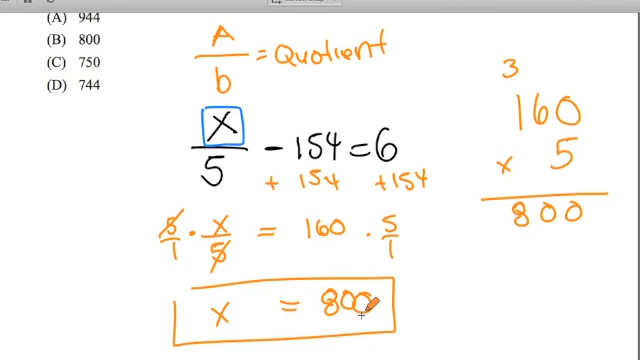 (A) 944
(B) 800
(C) 750
(D) 744
A/b = Quotient
x/5 - 154 = 6
+ 154 +154
5/1 · x/5 = 160 · 5/1
x = 800
3
160
x 5
800